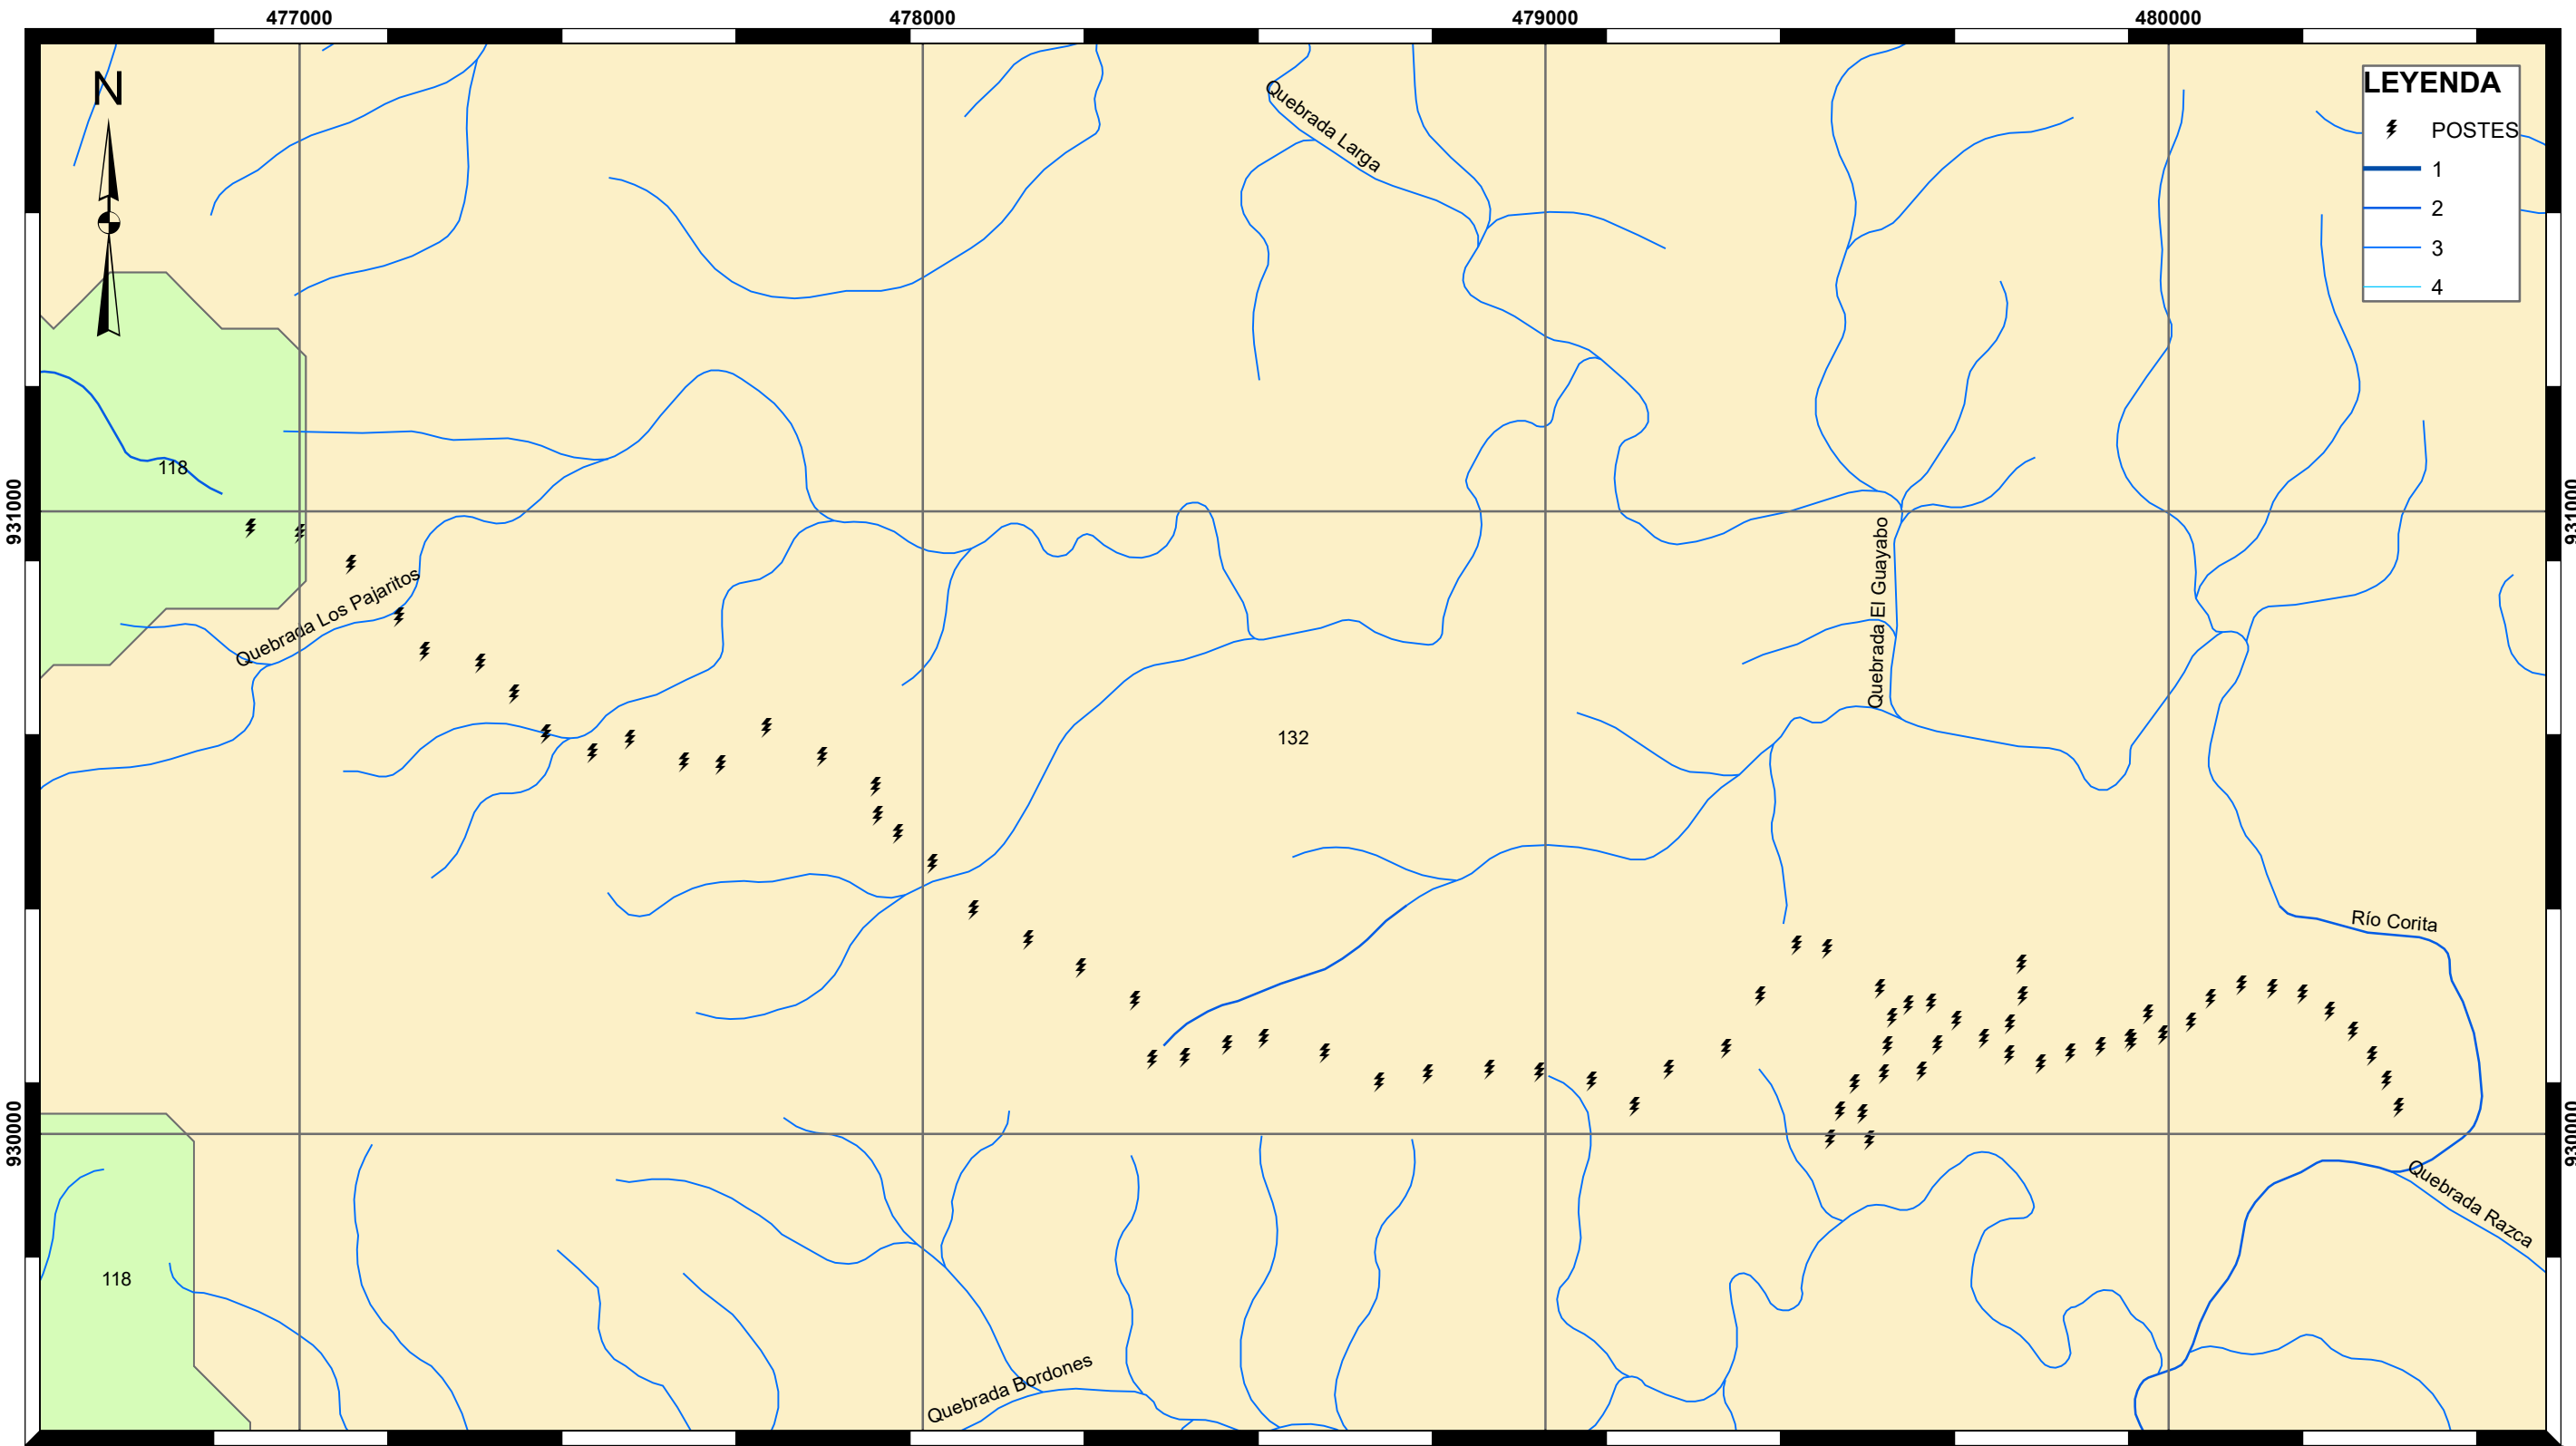 477000
478000
479000
480000
N
LEYENDA
POSTES
1
2
3
4
Quebrada Larga
118
931000
931000
Quebrada El Guayabo
Quebrada Los Pajaritos
132
Río Corita
930000
930000
Quebrada Razca
118
Quebrada Bordones